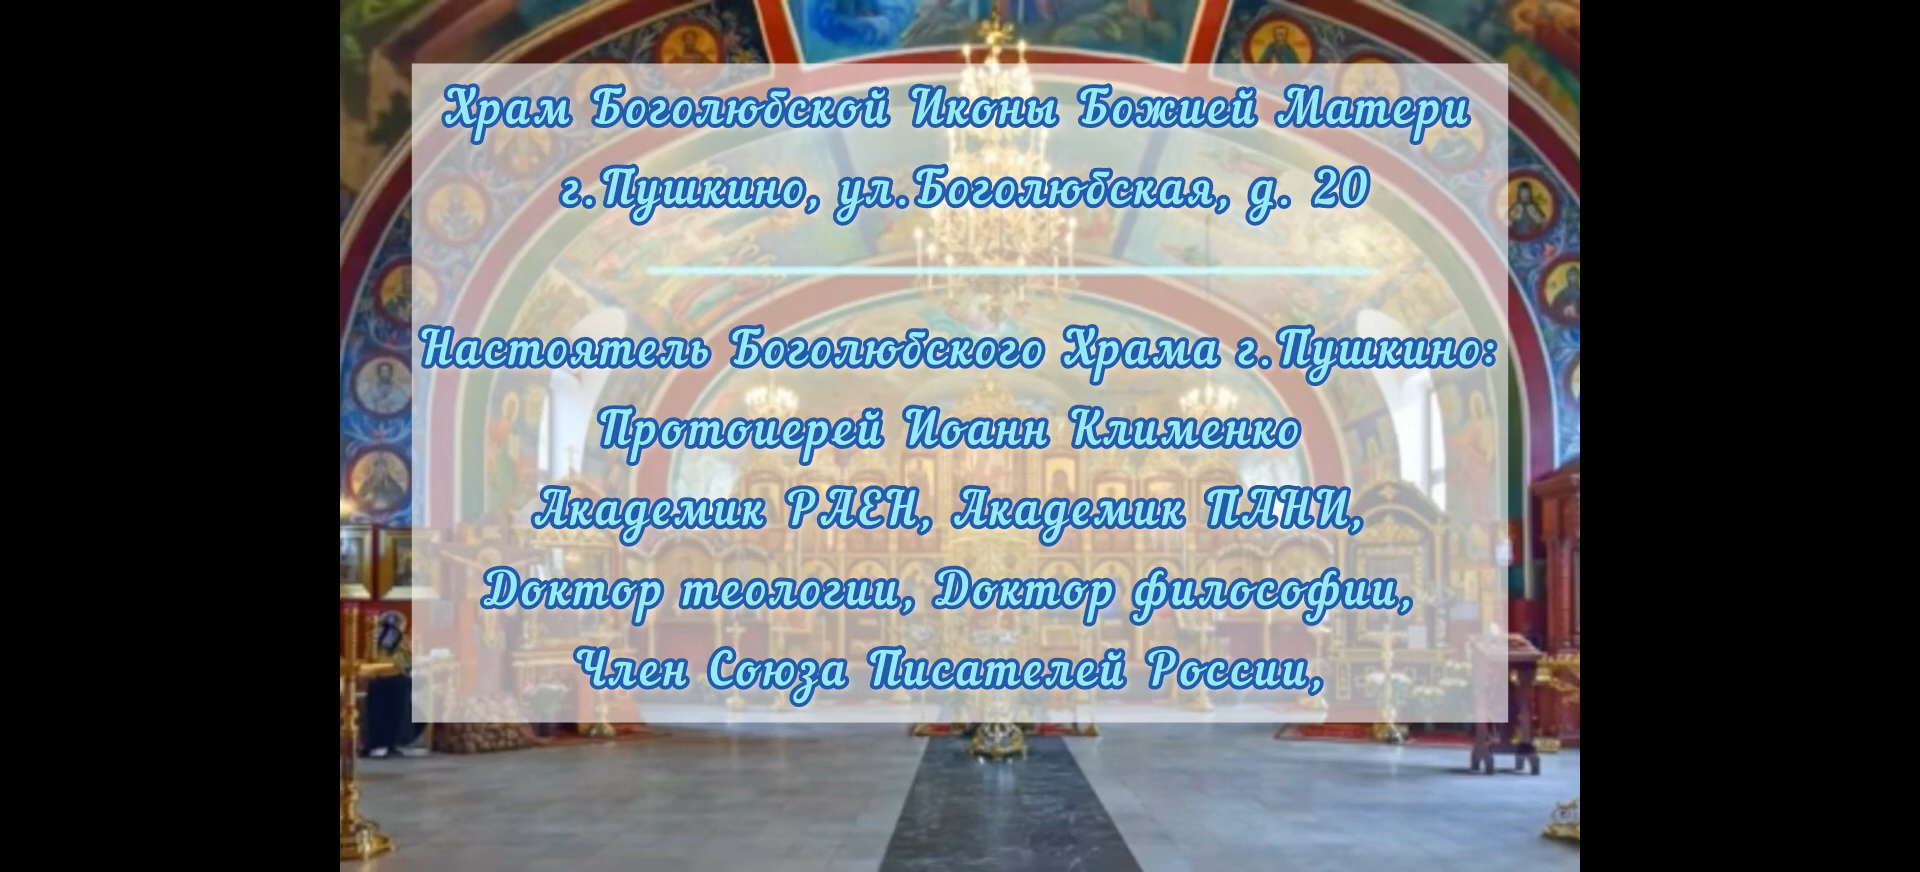 Храм Боголюбской Иконы Божией Матери
г.Пушкино, ул.Боголюбская, д. 20
Настоятель Боголюбского Храма г.Пушкино:
Протоиерей Иоанн Клименко
Академик РАЕН, Академик ПАНИ,
Доктор теологии, Доктор философии,
Член Союза Писателей России,